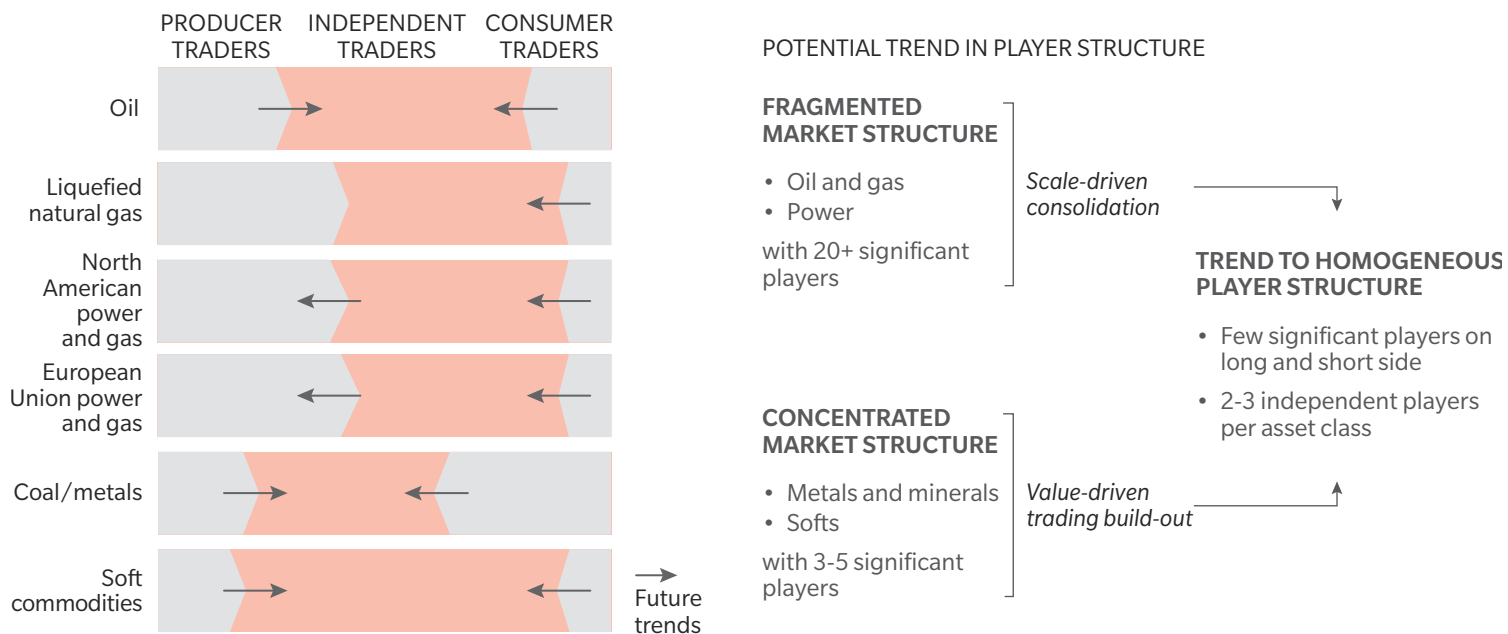 PRODUCER
TRADERS
INDEPENDENT
TRADERS
CONSUMER
TRADERS
Oil
Liquefied
natural gas
North
American
power
and gas
European
Union power
and gas
Coal/metals
Soft
commodities
Future
trends
POTENTIAL TREND IN PLAYER STRUCTURE
FRAGMENTED
MARKET STRUCTURE
• Oil and gas
• Power
with 20+ significant
players
Scale-driven
consolidation
CONCENTRATED
MARKET STRUCTURE
• Metals and minerals
• Softs
with 3-5 significant
players
Value-driven
trading build-out
TREND TO HOMOGENEOUS
PLAYER STRUCTURE
• Few significant players on
long and short side
• 2-3 independent players
per asset class